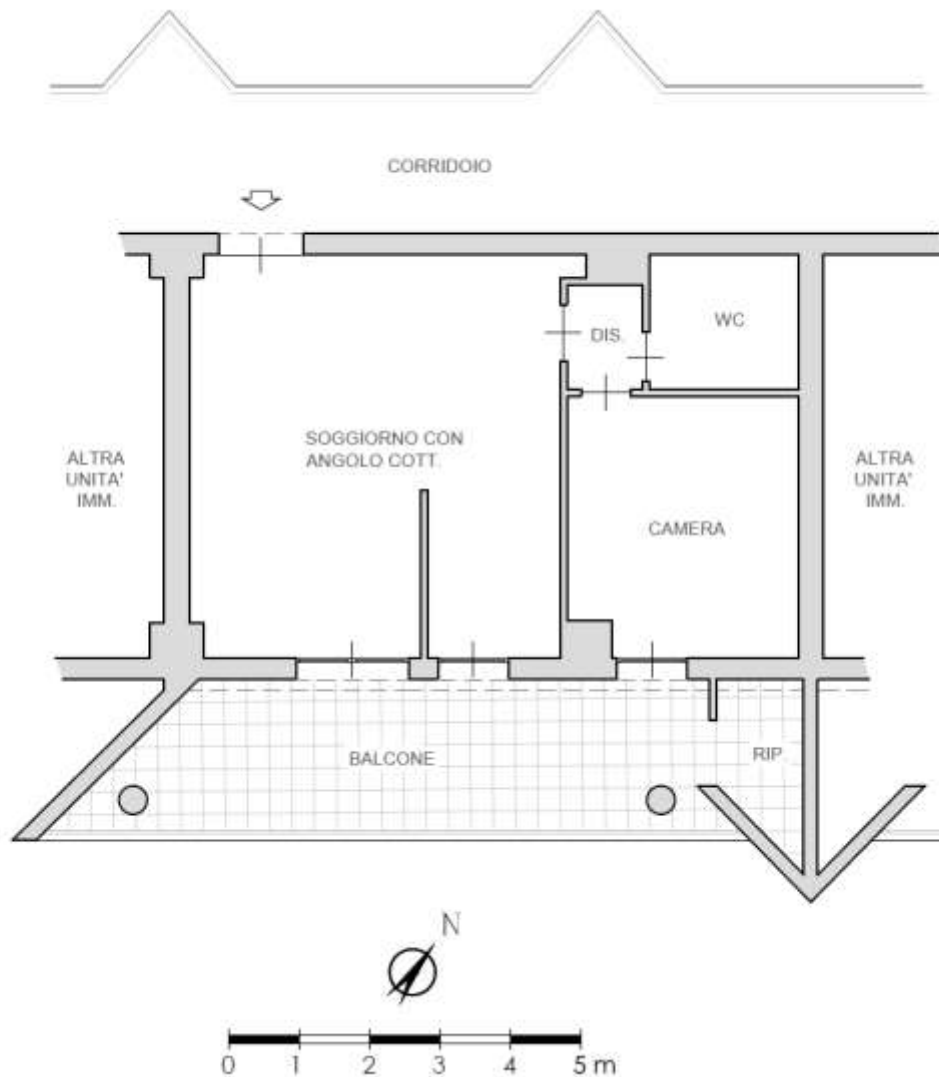 CORRIDOIO
DIS.
WC
SOGGIORNO CON
ANGOLO COTT.
ALTRA
UNITA'
IMM.
CAMERA
ALTRA
UNITA'
IMM.
BALCONE
RIP
N
0 1 2 3 4 5 m